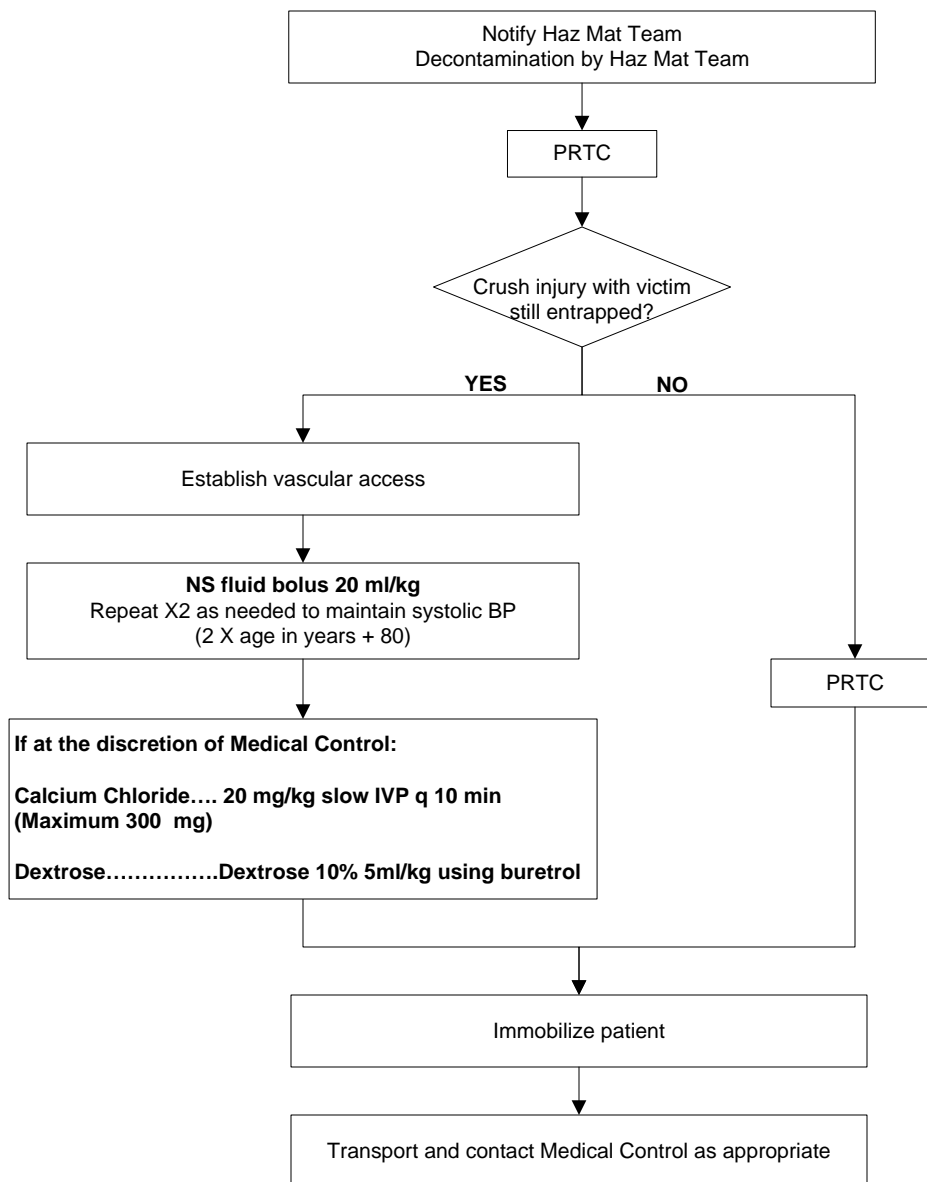 Notify Haz Mat Team
Decontamination by Haz Mat Team
PRTC
Crush injury with victim
still entrapped?
YES
NO
Establish vascular access
NS fluid bolus 20 ml/kg
Repeat X2 as needed to maintain systolic BP
(2 X age in years + 80)
PRTC
If at the discretion of Medical Control:
Calcium Chloride…. 20 mg/kg slow IVP q 10 min
(Maximum 300  mg)
Dextrose…………….Dextrose 10% 5ml/kg using buretrol
Immobilize patient
Transport and contact Medical Control as appropriate